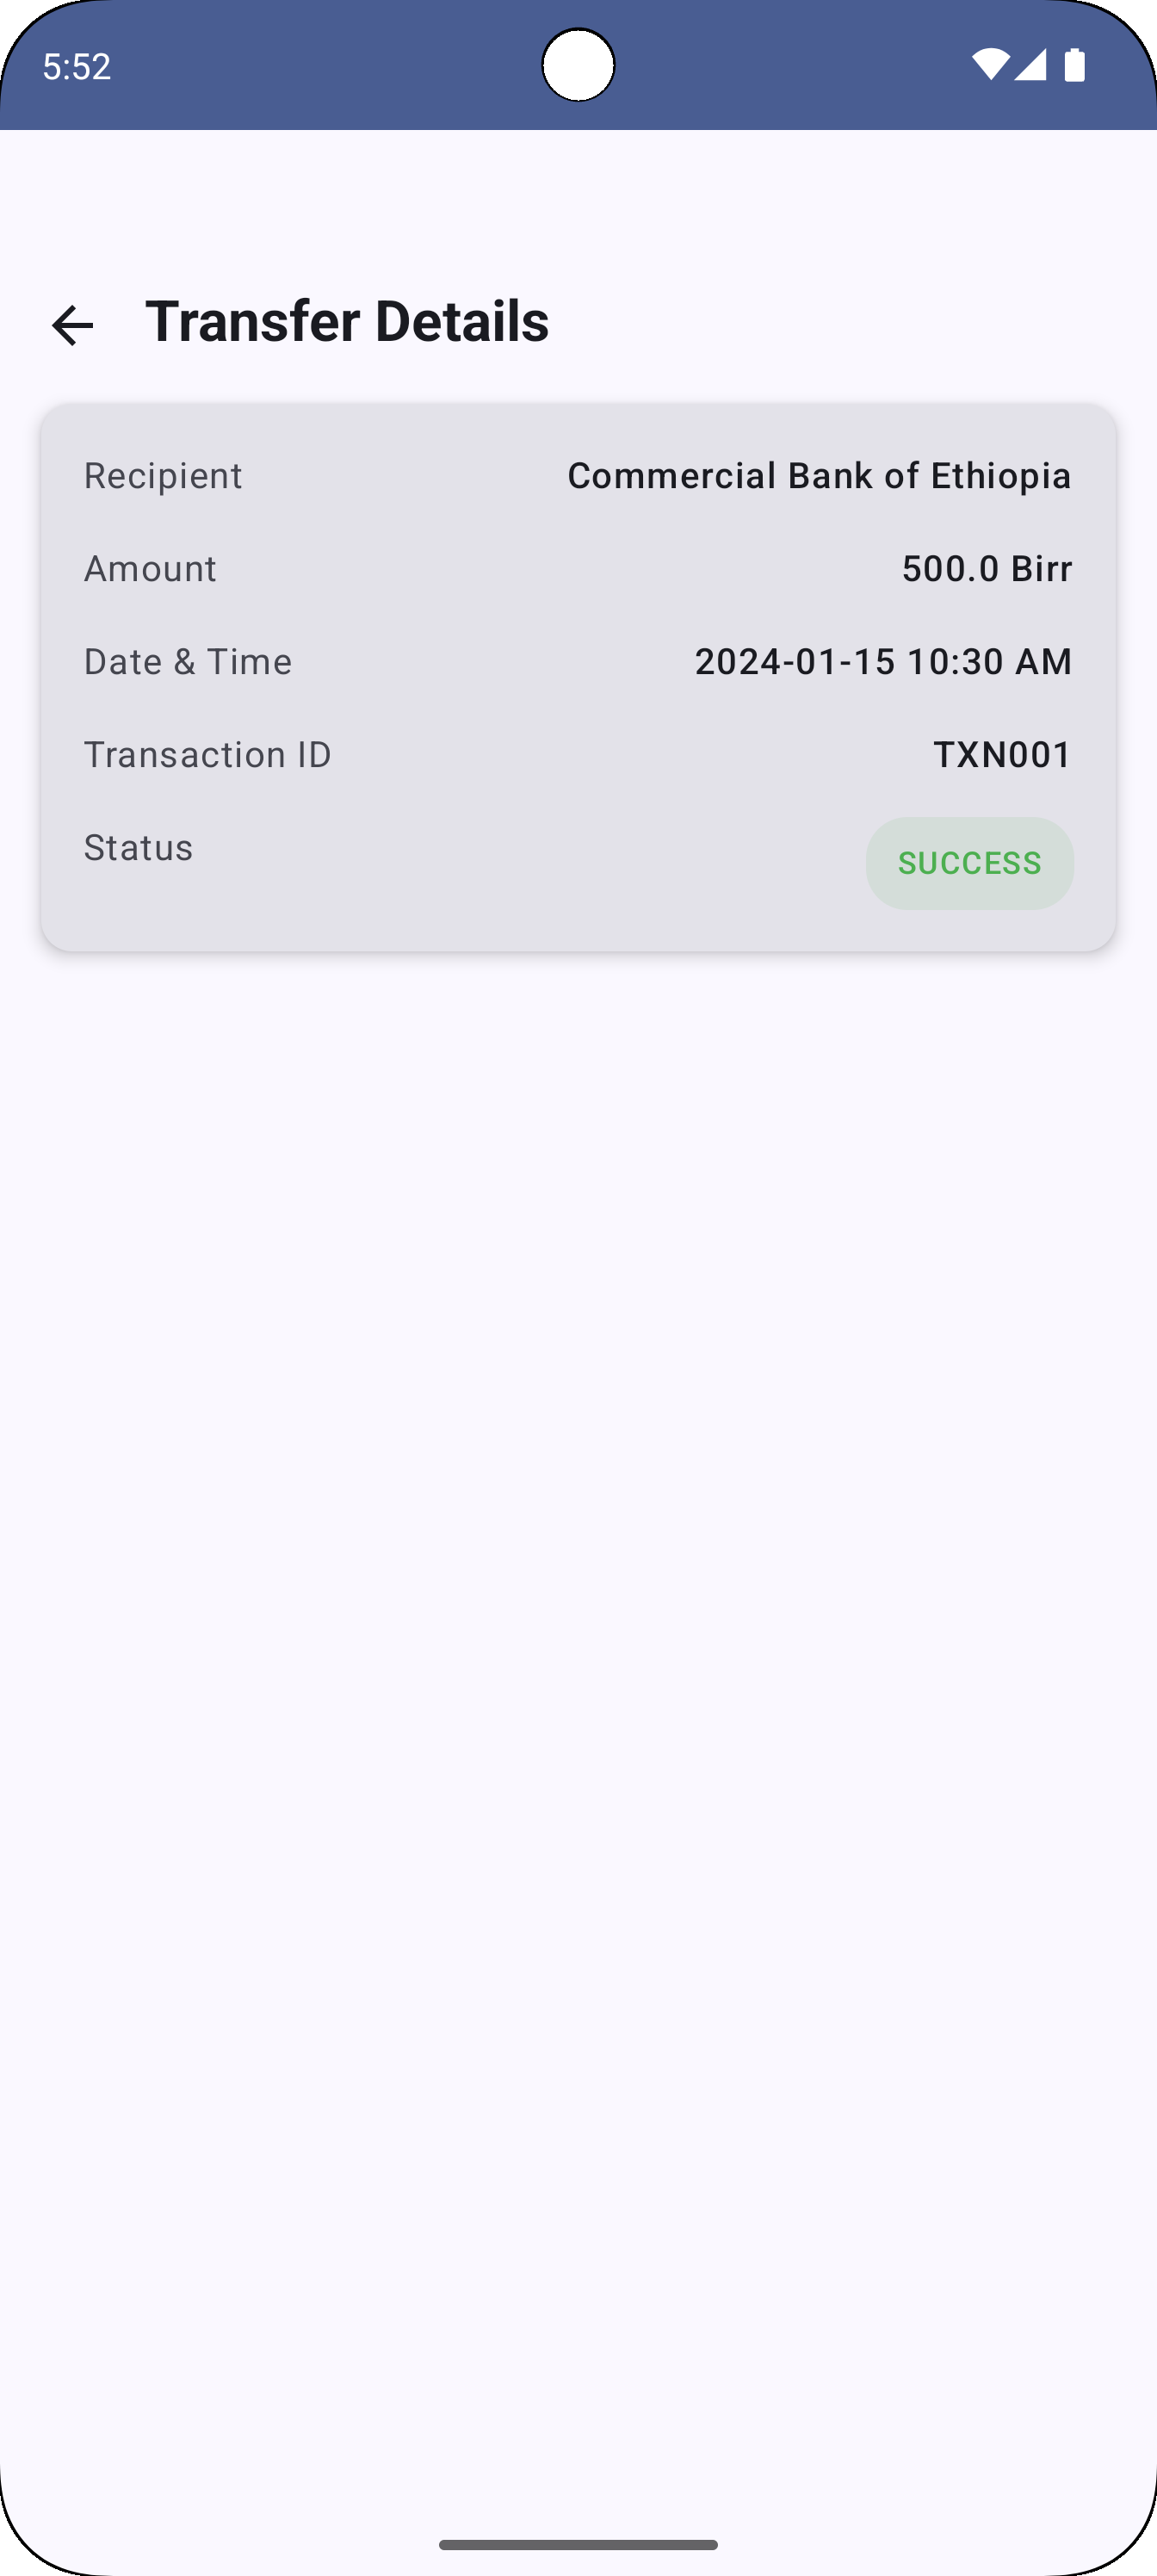 5:52
Transfer Details
Recipient Commercial Bank of Ethiopia
Amount 500.0 Birr
Date & Time 2024-01-15 10:30 AM
Transaction ID TXN001
Status SUCCESS